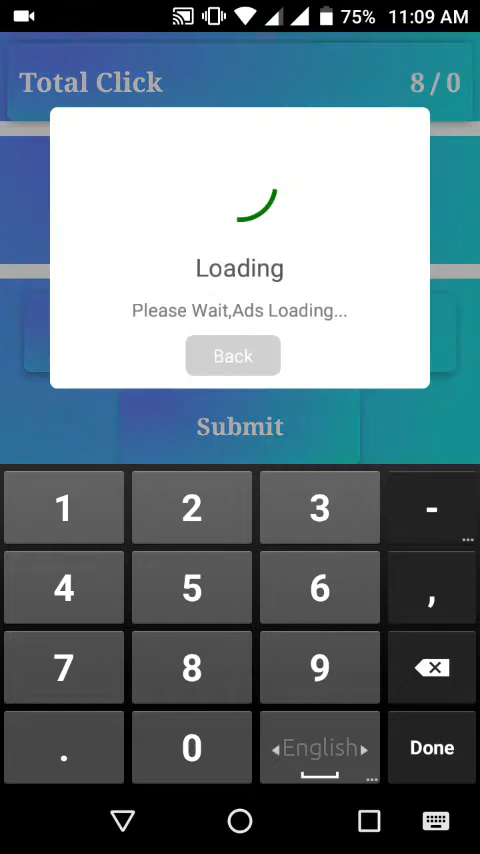 75% 11:09 AM
Total Click 8 / 0
Loading
Please Wait,Ads Loading...
Back
Submit
1 2 3 -
4 5 6 ,
7 8 9
. 0 English Done